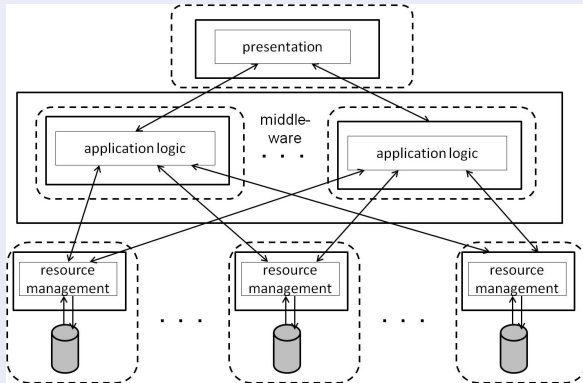 presentation
middle-
ware
. . .
application logic
application logic
resource
management
resource
management
resource
management
. . .
. . .